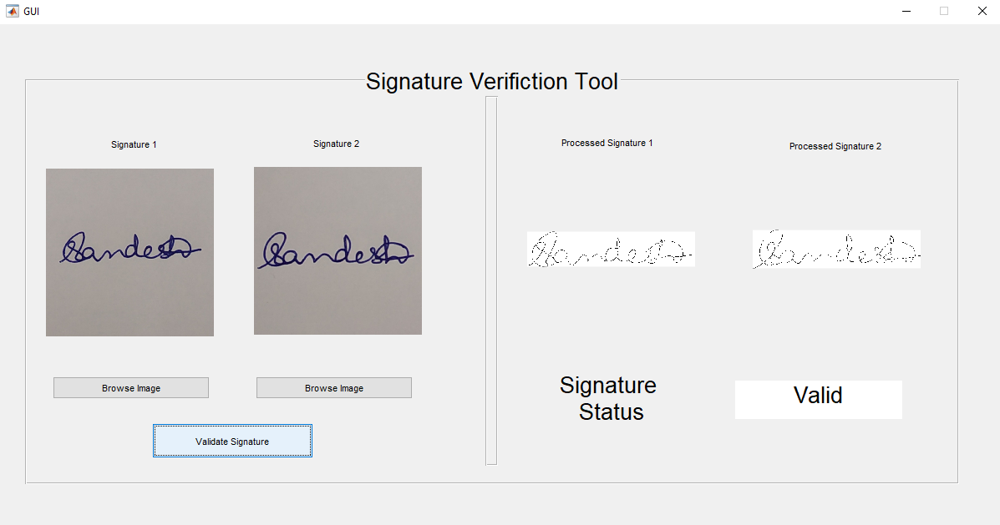 GUI
Signature Verifiction Tool
Signature 1
Signature 2
Processed Signature 1
Processed Signature 2
Sandesh
Sandesh
Sandesh
Sandesh
Browse Image
Browse Image
Signature
Status
Valid
Validate Signature